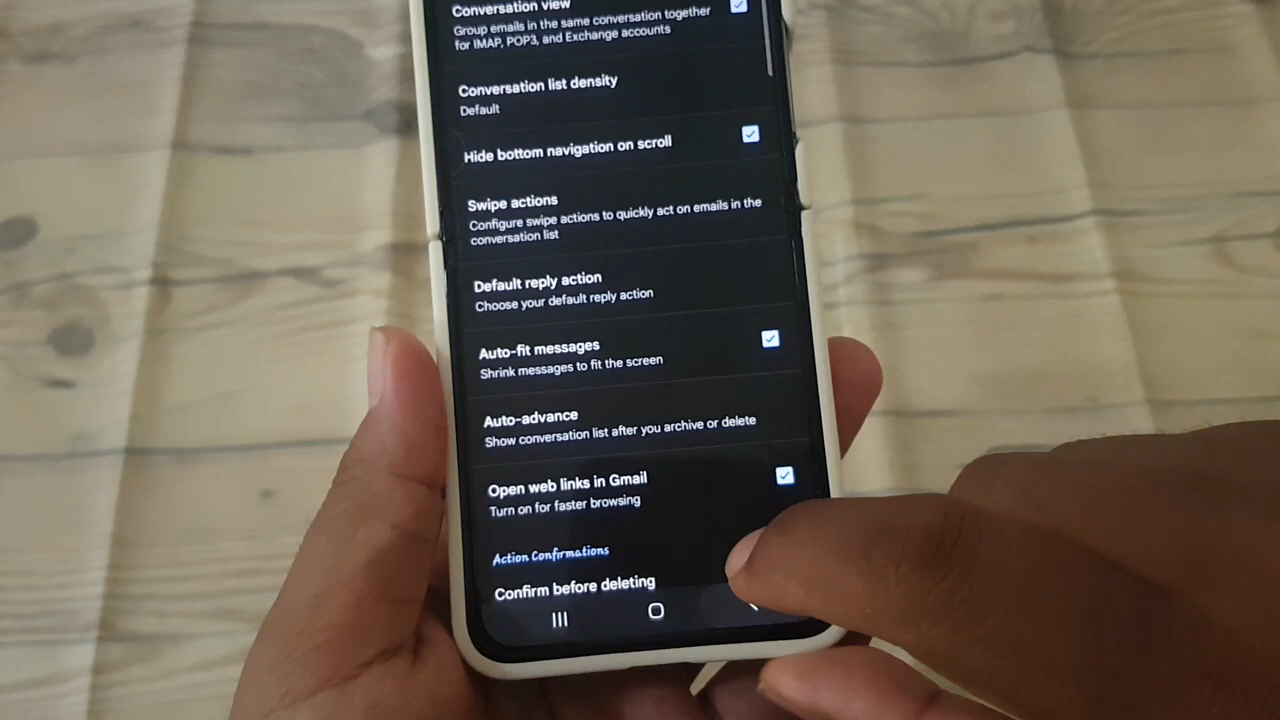 Conversation view
Group emails in the same conversation together
for IMAP, POP3, and Exchange accounts
Conversation list density
Default
Hide bottom navigation on scroll
Swipe actions
Configure swipe actions to quickly act on emails in the
conversation list
Default reply action
Choose your default reply action
Auto-fit messages
Shrink messages to fit the screen
Auto-advance
Show conversation list after you archive or delete
Open web links in Gmail
Turn on for faster browsing
Action Confirmations
Confirm before deleting